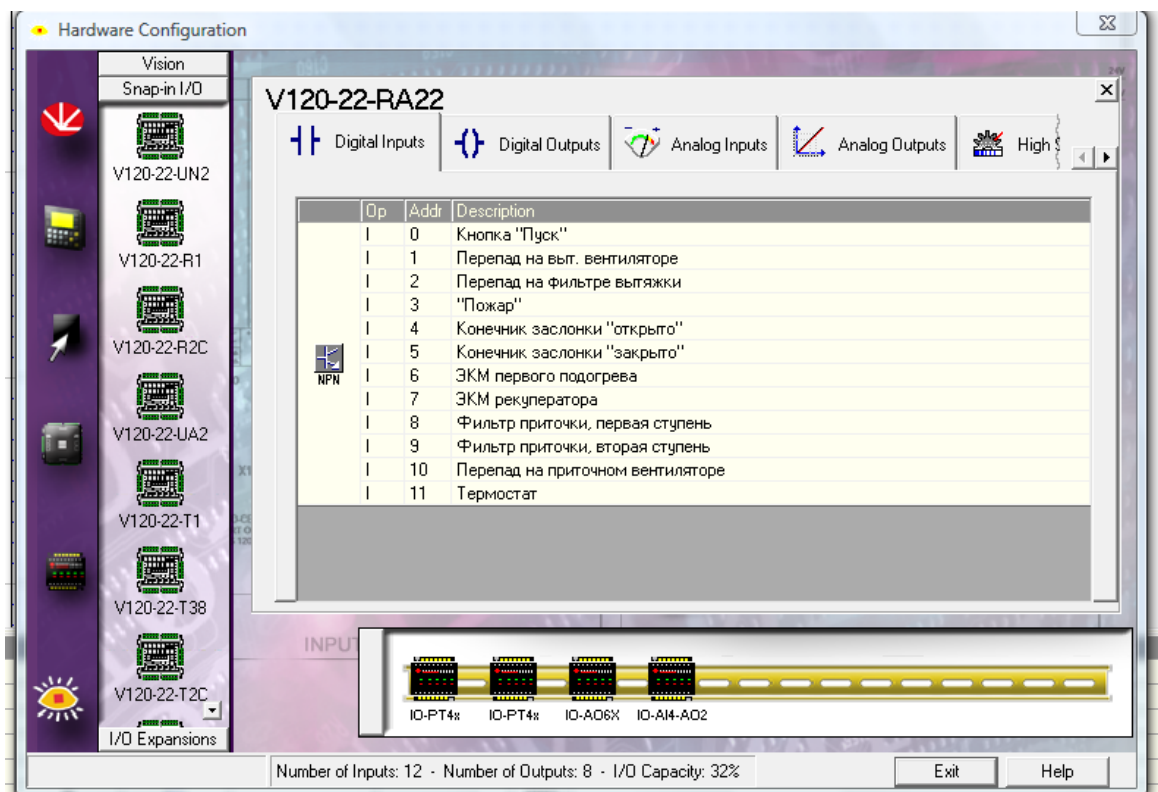 Hardware Configuration
Vision
Snap-in I/O
V120-22-UN2
V120-22-R1
V120-22-R2C
V120-22-UA2
V120-22-T1
V120-22-T38
V120-22-T2C
I/O Expansions
V120-22-RA22
Digital Inputs Digital Outputs Analog Inputs Analog Outputs High S
Op Addr Description
I 0 Кнопка "Пуск"
I 1 Перепад на выт. вентиляторе
I 2 Перепад на фильтре вытяжки
I 3 "Пожар"
I 4 Конечник заслонки "открыто"
I 5 Конечник заслонки "закрыто"
I 6 ЭКМ первого подогрева
I 7 ЭКМ рекуператора
I 8 Фильтр приточки, первая ступень
I 9 Фильтр приточки, вторая ступень
I 10 Перепад на приточном вентиляторе
I 11 Термостат
NPN
INPUT
IO-PT4x IO-PT4x IO-AO6X IO-AI4-AO2
Number of Inputs: 12 - Number of Outputs: 8 - I/O Capacity: 32%
Exit Help